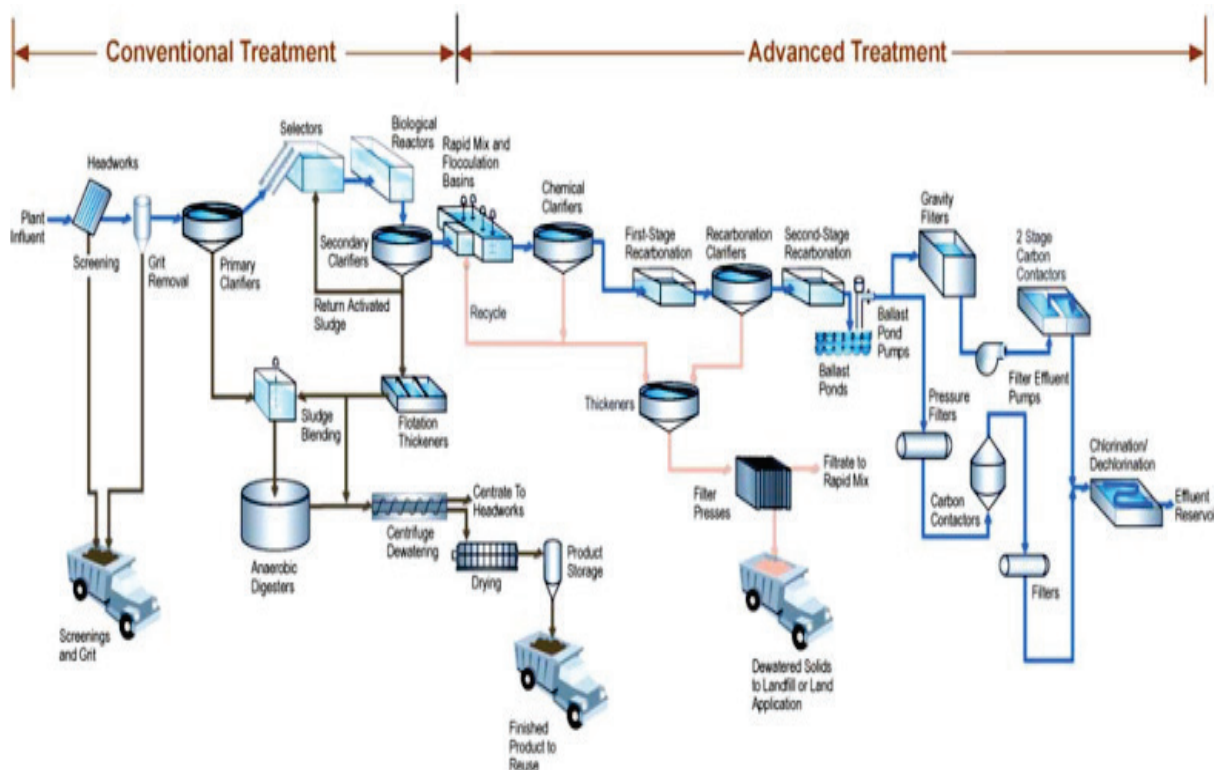 Conventional Treatment
Advanced Treatment
Headworks
Plant
Influent
Screening
Grit
Removal
Primary
Clarifiers
Selectors
Biological
Reactors
Secondary
Clarifiers
Return Activated
Sludge
Rapid Mix and
Flocculation
Basins
Recycle
Chemical
Clarifiers
First-Stage
Recarbonation
Recarbonation
Clarifiers
Second-Stage
Recarbonation
Ballast
Ponds
Ballast
Pond
Pumps
Gravity
Filters
2 Stage
Carbon
Contactors
Filter Effluent
Pumps
Pressure
Filters
Carbon
Contactors
Filters
Chlorination/
Dechlorination
Effluent
Reservoi
Sludge
Blending
Flotation
Thickeners
Thickeners
Anaerobic
Digesters
Centrifuge
Dewatering
Centrate To
Headworks
Drying
Product
Storage
Filter
Presses
Filtrate to
Rapid Mix
Screenings
and Grit
Finished
Product to
Reuse
Dewatered Solids
to Landfill or Land
Application